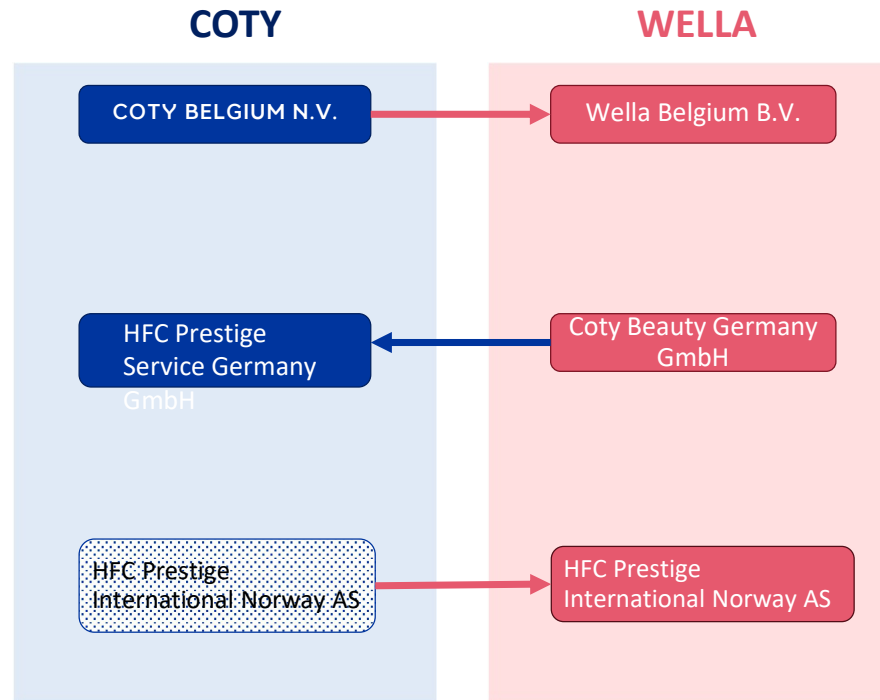 COTY
WELLA
COTY BELGIUM N.V.
Wella Belgium B.V.
HFC Prestige
Service Germany
GmbH
Coty Beauty Germany
GmbH
HFC Prestige
International Norway AS
HFC Prestige
International Norway AS